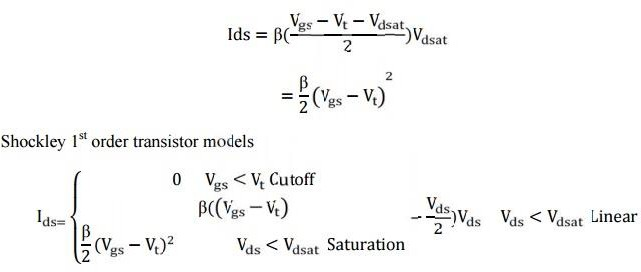 Ids = β((Vgs − Vt − Vdsat)/2)Vdsat
= β/2 (Vgs − Vt)²
Shockley 1st order transistor models
Ids= { 0 Vgs < Vt Cutoff
β((Vgs − Vt) −Vds/2)Vds Vds < Vdsat Linear
β/2 (Vgs − Vt)² Vds < Vdsat Saturation